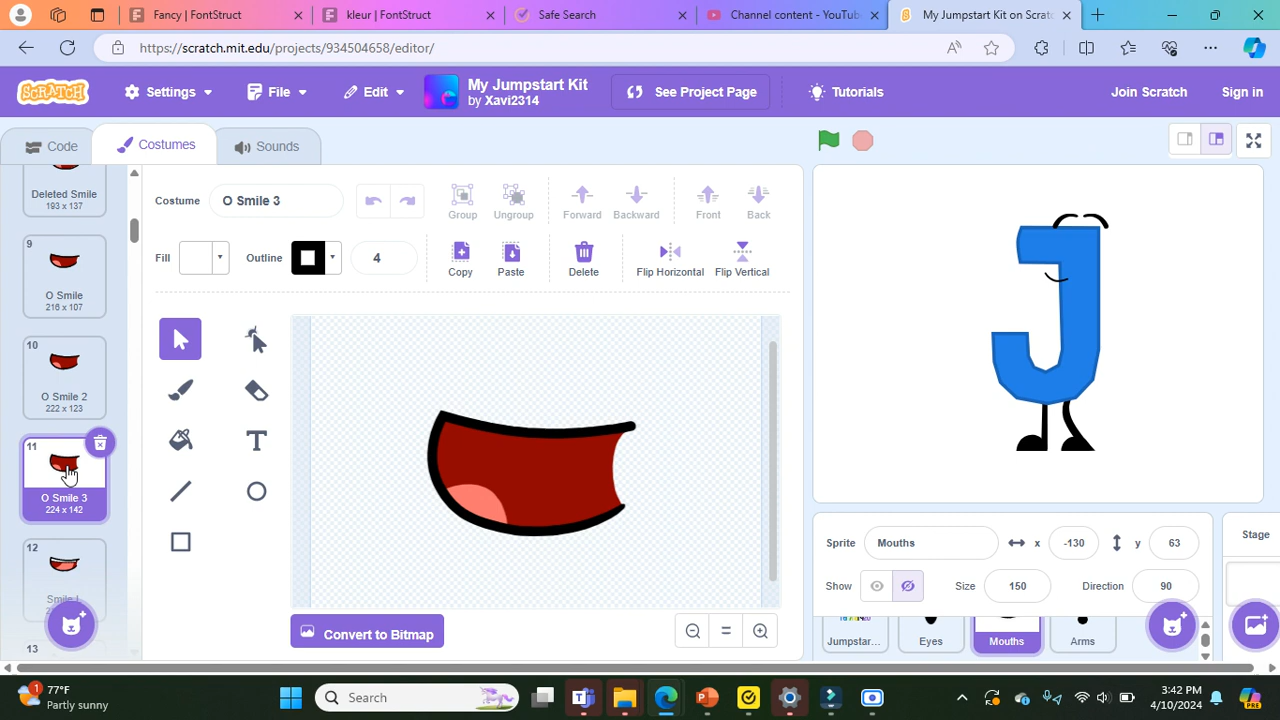 Fancy | FontStruct
kleur | FontStruct
Safe Search
Channel content - YouTub
My Jumpstart Kit on Scratc
https://scratch.mit.edu/projects/934504658/editor/
SCRATCH
Settings
File
Edit
My Jumpstart Kit
by Xavi2314
See Project Page
Tutorials
Join Scratch
Sign in
Code
Costumes
Sounds
Deleted Smile
193 x 137
9
O Smile
216 x 107
10
O Smile 2
222 x 123
11
O Smile 3
224 x 142
12
13
Costume
O Smile 3
Group
Ungroup
Forward
Backward
Front
Back
Fill
Outline
4
Copy
Paste
Delete
Flip Horizontal
Flip Vertical
Convert to Bitmap
Sprite
Mouths
x
-130
y
63
Show
Size
150
Direction
90
Stage
Jumpstar...
Eyes
Mouths
Arms
1
77°F
Partly sunny
Search
3:42 PM
4/10/2024
PRE